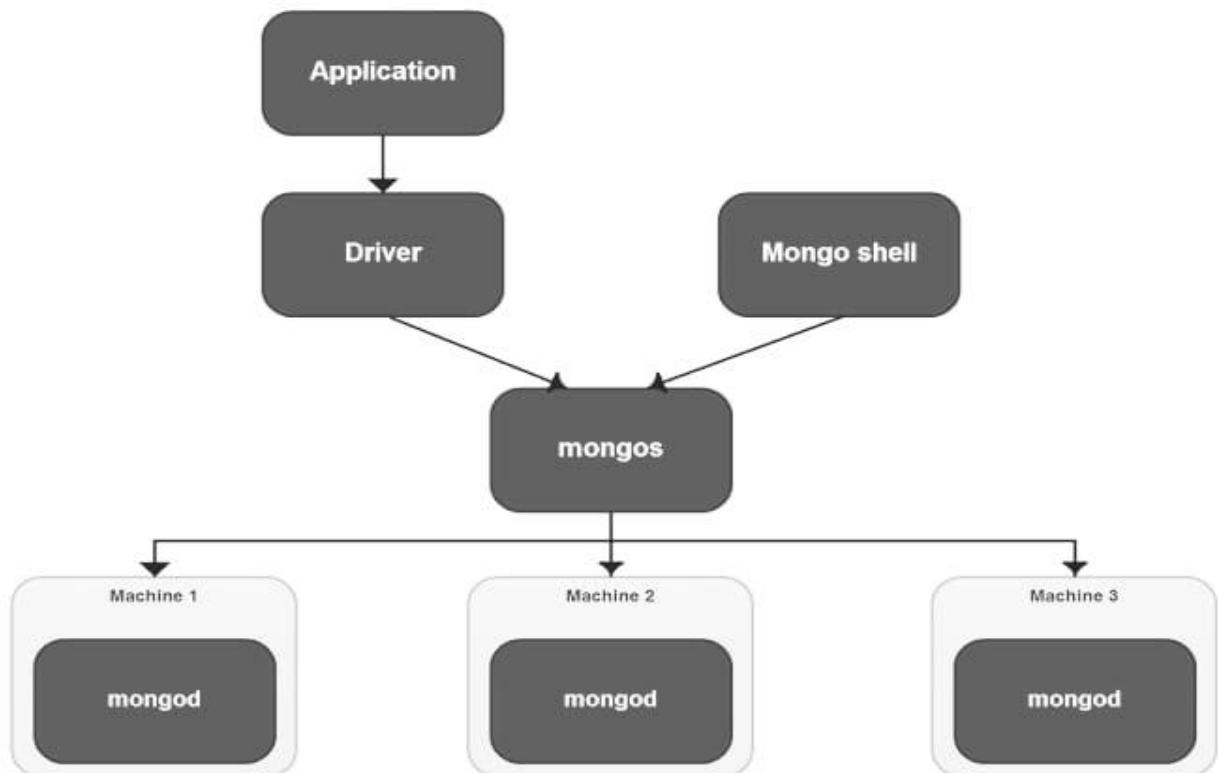 Application
Driver
Mongo shell
mongos
Machine 1
Machine 2
Machine 3
mongod
mongod
mongod